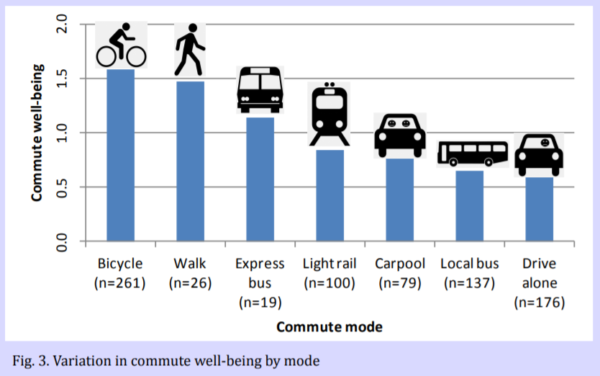 Commute well-being
2.0
1.5
1.0
0.5
0.0
Bicycle Walk Express Light rail Carpool Local bus Drive
(n=261) (n=26) bus (n=100) (n=79) (n=137) alone
(n=19) (n=176)
Commute mode
Fig. 3. Variation in commute well-being by mode